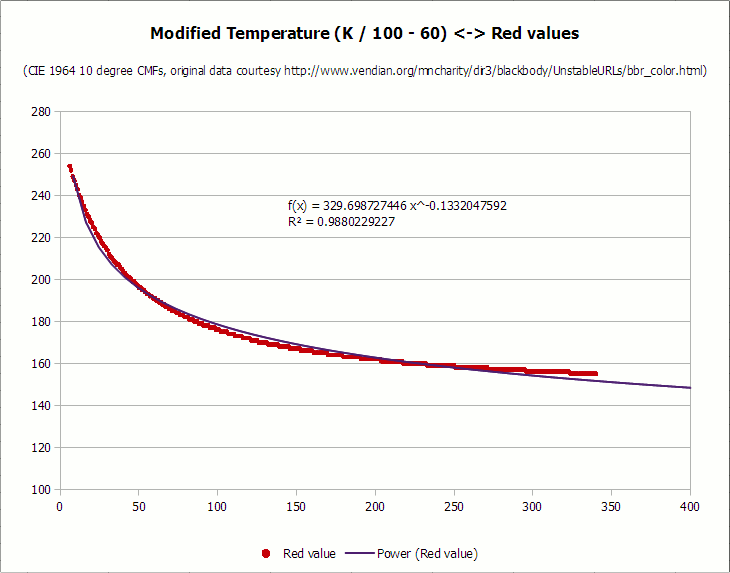 Modified Temperature (K / 100 - 60) <-> Red values
(CIE 1964 10 degree CMFs, original data courtesy http://www.vendian.org/mncharity/dir3/blackbody/UnstableURLs/bbr_color.html)
280
260
240
220
200
180
160
140
120
100
f(x) = 329.698727446 x^-0.1332047592
R² = 0.9880229227
0 50 100 150 200 250 300 350 400
Red value Power (Red value)